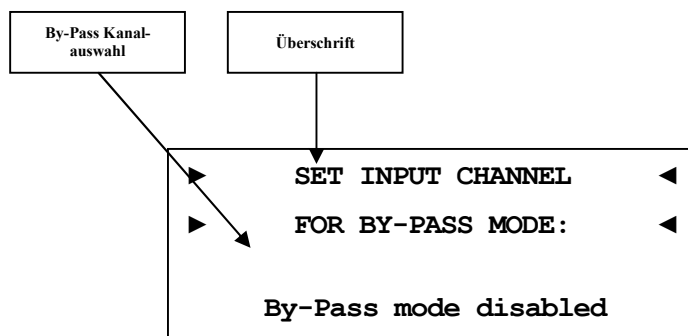 By-Pass Kanal-
auswahl
Überschrift
► SET INPUT CHANNEL ◄
► FOR BY-PASS MODE: ◄
By-Pass mode disabled